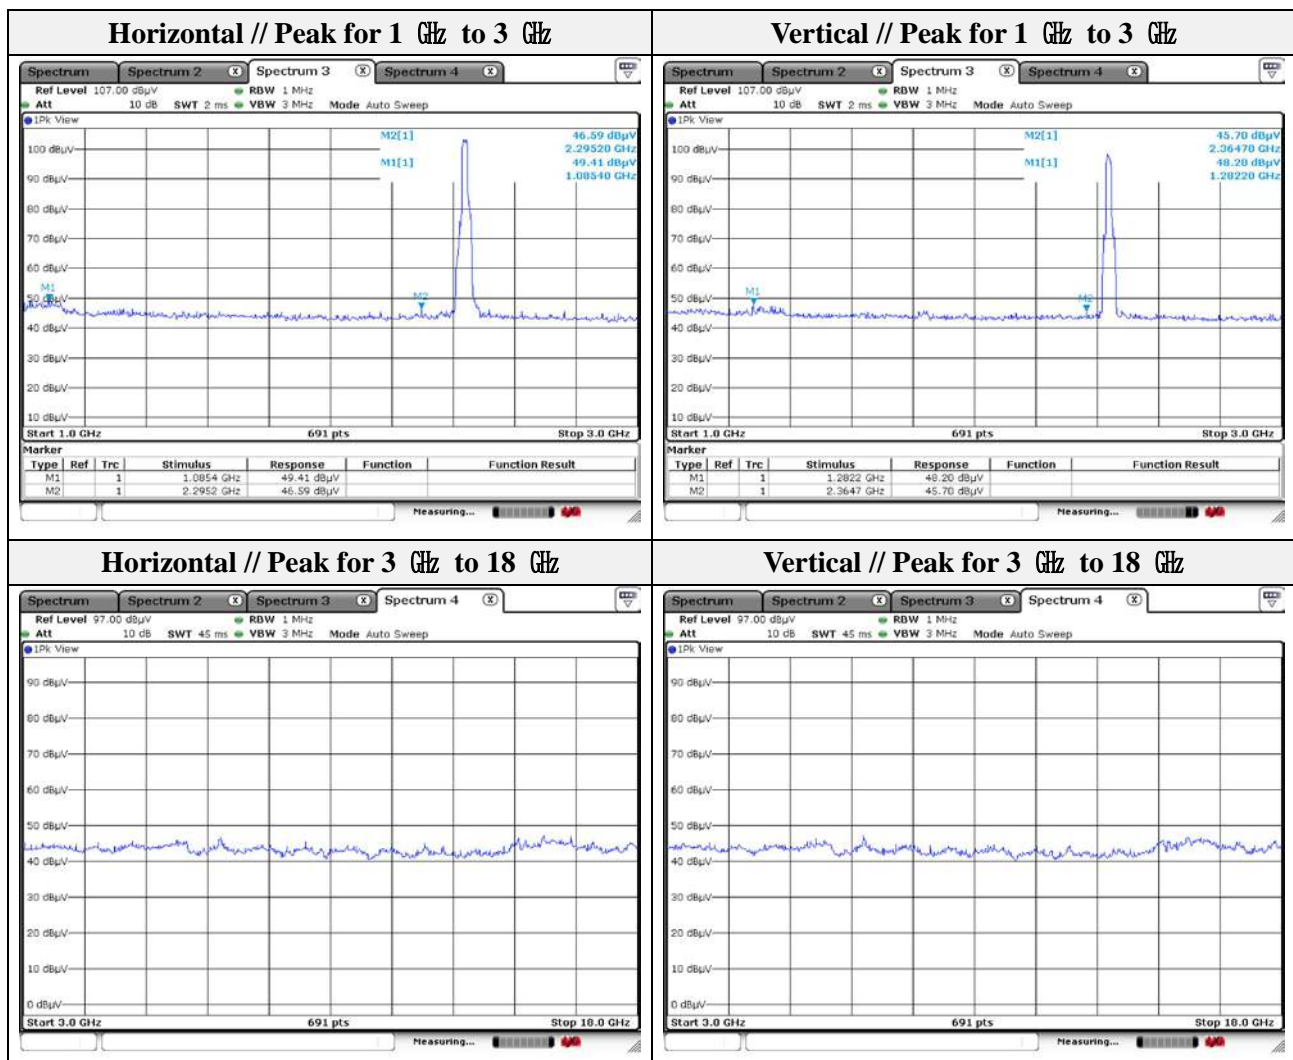 Horizontal // Peak for 1 ㎓ to 3 ㎓
Spectrum Spectrum 2 Spectrum 3 Spectrum 4
Ref Level 107.00 dBµV RBW 1 MHz
Att 10 dB SWT 2 ms VBW 3 MHz Mode Auto Sweep
1Pk View
M2[1] 46.59 dBµV
2.29520 GHz
M1[1] 49.41 dBµV
1.08540 GHz
100 dBµV
90 dBµV
80 dBµV
70 dBµV
60 dBµV
M1
50 dBµV
M2
40 dBµV
30 dBµV
20 dBµV
10 dBµV
Start 1.0 GHz 691 pts Stop 3.0 GHz
Marker
Type Ref Trc Stimulus Response Function Function Result
M1 1 1.0854 GHz 49.41 dBµV
M2 1 2.2952 GHz 46.59 dBµV
Measuring...
Vertical // Peak for 1 ㎓ to 3 ㎓
Spectrum Spectrum 2 Spectrum 3 Spectrum 4
Ref Level 107.00 dBµV RBW 1 MHz
Att 10 dB SWT 2 ms VBW 3 MHz Mode Auto Sweep
1Pk View
M2[1] 45.70 dBµV
2.36470 GHz
M1[1] 48.20 dBµV
1.28220 GHz
100 dBµV
90 dBµV
80 dBµV
70 dBµV
60 dBµV
50 dBµV
M1
M2
40 dBµV
30 dBµV
20 dBµV
10 dBµV
Start 1.0 GHz 691 pts Stop 3.0 GHz
Marker
Type Ref Trc Stimulus Response Function Function Result
M1 1 1.2822 GHz 48.20 dBµV
M2 1 2.3647 GHz 45.70 dBµV
Measuring...
Horizontal // Peak for 3 ㎓ to 18 ㎓
Spectrum Spectrum 2 Spectrum 3 Spectrum 4
Ref Level 97.00 dBµV RBW 1 MHz
Att 10 dB SWT 45 ms VBW 3 MHz Mode Auto Sweep
1Pk View
90 dBµV
80 dBµV
70 dBµV
60 dBµV
50 dBµV
40 dBµV
30 dBµV
20 dBµV
10 dBµV
0 dBµV
Start 3.0 GHz 691 pts Stop 18.0 GHz
Measuring...
Vertical // Peak for 3 ㎓ to 18 ㎓
Spectrum Spectrum 2 Spectrum 3 Spectrum 4
Ref Level 97.00 dBµV RBW 1 MHz
Att 10 dB SWT 45 ms VBW 3 MHz Mode Auto Sweep
1Pk View
90 dBµV
80 dBµV
70 dBµV
60 dBµV
50 dBµV
40 dBµV
30 dBµV
20 dBµV
10 dBµV
0 dBµV
Start 3.0 GHz 691 pts Stop 18.0 GHz
Measuring...